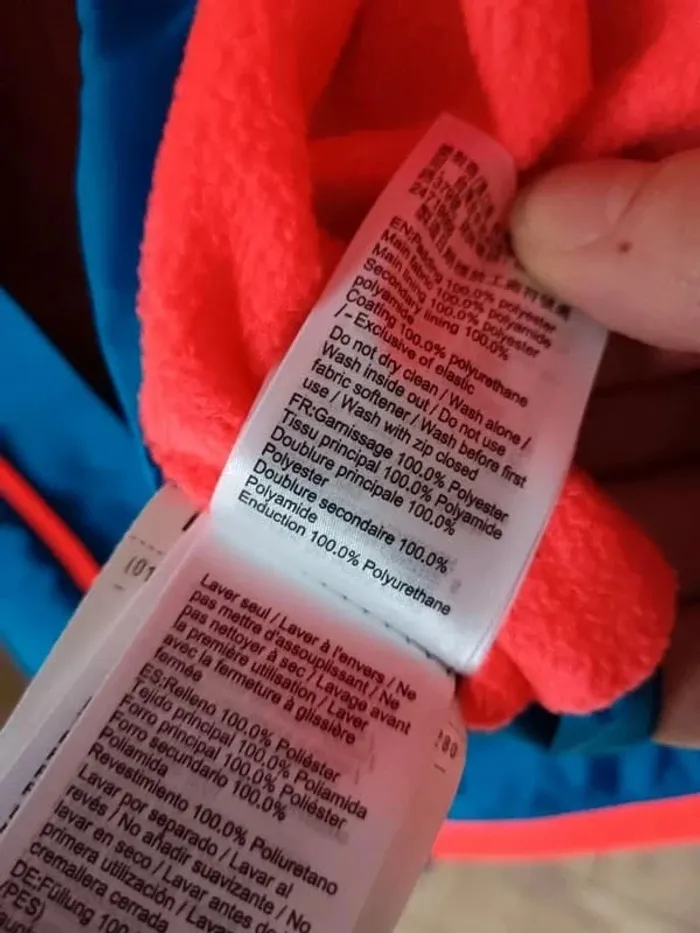 EN:
100.0% polyester
Main fabric 100.0% polyamide
Main lining 100.0% polyester
Secondary lining 100.0%
polyamide
Coating 100.0% polyurethane
/ – Exclusive of elastic
Do not dry clean / Wash alone /
Wash inside out / Do not use
fabric softener / Wash before first
use / Wash with zip closed
FR:Garnissage 100.0% Polyester
Tissu principal 100.0% Polyamide
Doublure principale 100.0%
Polyester
Doublure secondaire 100.0%
Polyamide
Enduction 100.0% Polyurethane
(01
Laver seul / Laver à l'envers / Ne
pas mettre d'assouplissant / Ne
pas nettoyer à sec / Lavage avant
la première utilisation / Laver
avec la fermeture à glissière
fermée
ES:Relleno 100.0% Poliéster
Tejido principal 100.0% Poliamida
Forro principal 100.0% Poliéster
Forro secundario 100.0%
Poliamida
Revestimiento 100.0% Poliuretano
Lavar por separado / Lavar al
revés / No añadir suavizante / No
lavar en seco / Lavar antes de
primera utilización / Lava
cremallera cerrada
DE:Füllung 100
(PES)
280